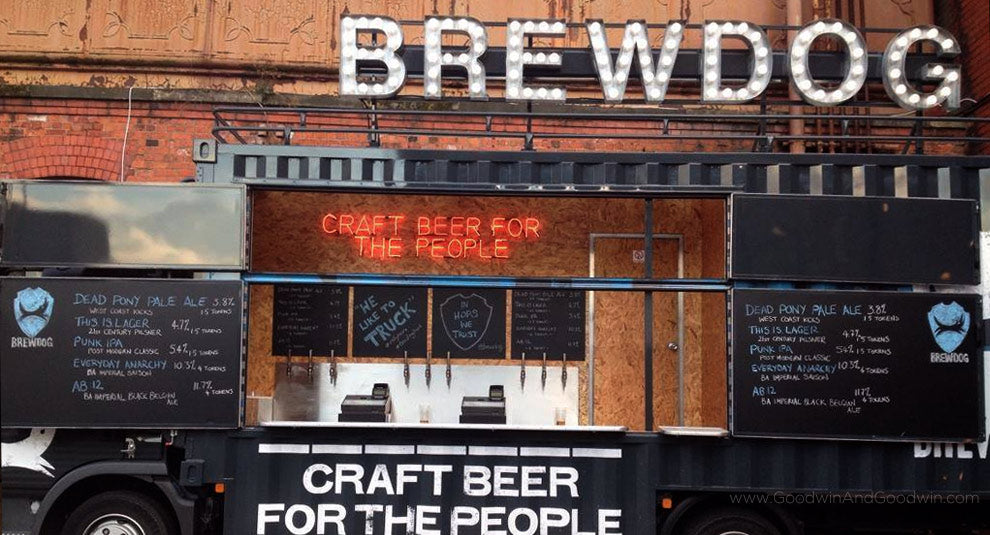 BREWDOG
CRAFT BEER FOR
THE PEOPLE
DEAD PONY PALE ALE 3.8%
WEST COAST KICKS 1.5 TOKENS
THIS IS LAGER 4.7%
21ST CENTURY PILSNER 1.5 TOKENS
PUNK IPA 5.4%
POST MODERN CLASSIC 1.5 TOKENS
EVERYDAY ANARCHY 10.3%
BA IMPERIAL SAISON 4 TOKENS
AB:12 11.7%
BA IMPERIAL BLACK BELGIAN 4 TOKENS
ALE
BREWDOG
WE
LIKE TO
TRUCK"
IN
HOPS
WE
TRUST
DEAD PONY PALE ALE 3.8%
WEST COAST KICKS 1.5 TOKENS
THIS IS LAGER 4.7%
21ST CENTURY PILSNER 1.5 TOKENS
PUNK IPA 5.4% 1.5 TOKENS
POST MODERN CLASSIC
EVERYDAY ANARCHY 10.3%
BA IMPERIAL SAISON 4 TOKENS
AB:12 11.7%
BA IMPERIAL BLACK BELGIAN 4 TOKENS
ALE
BREWDOG
CRAFT BEER
FOR THE PEOPLE
www.GoodwinAndGoodwin.com